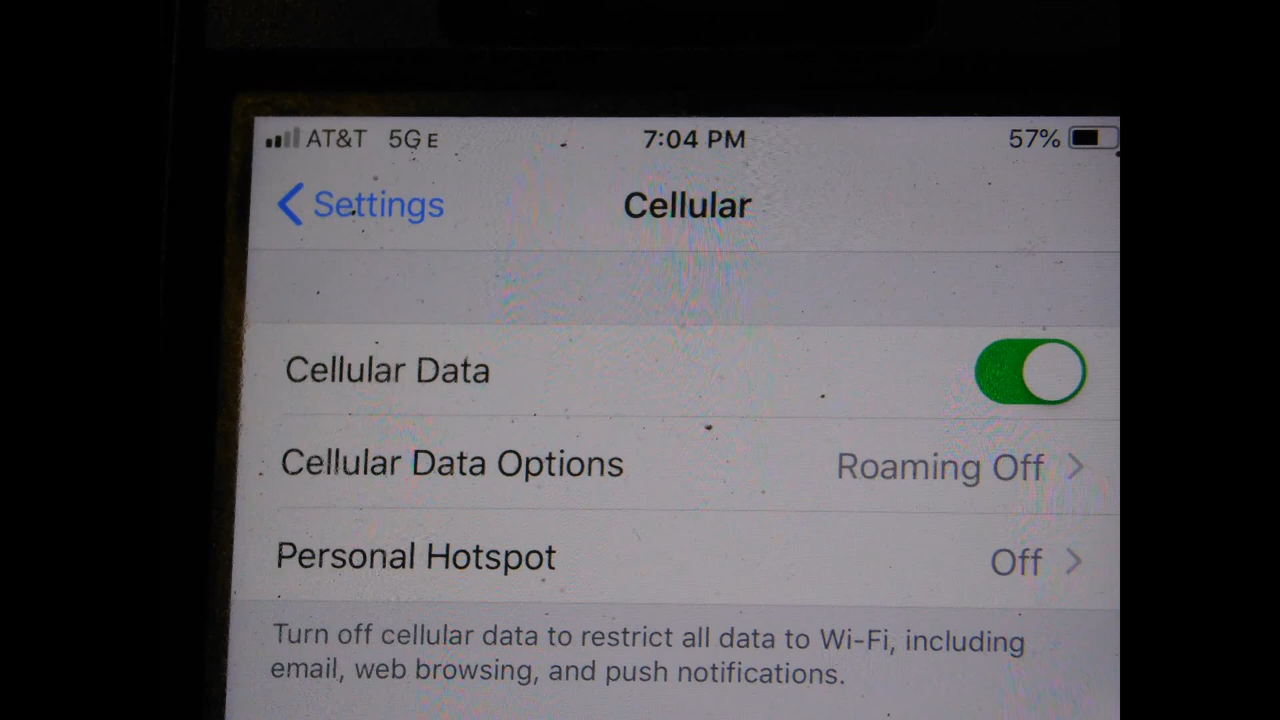 AT&T 5G E 7:04 PM 57%
Settings Cellular
Cellular Data
Cellular Data Options Roaming Off
Personal Hotspot Off
Turn off cellular data to restrict all data to Wi-Fi, including
email, web browsing, and push notifications.